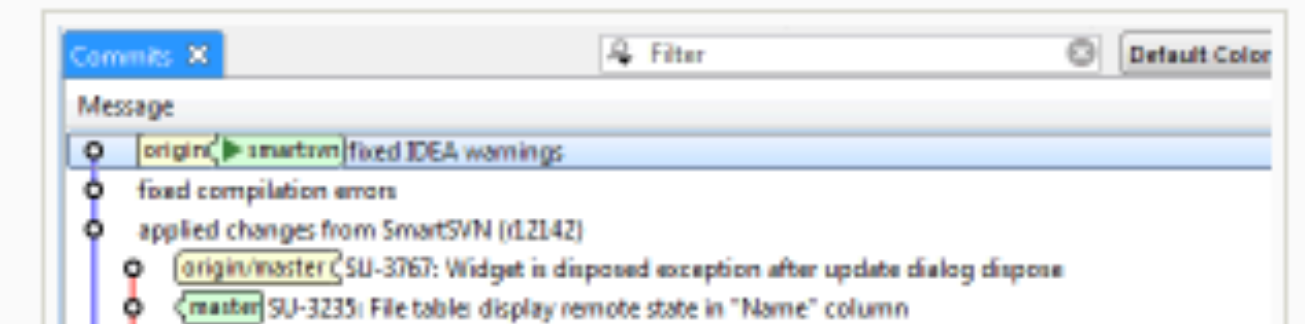 Commits Filter Default Color
Message
origin smartsvn fixed IDEA warnings
fixed compilation errors
applied changes from SmartSVN (r12142)
origin/master SU-3767: Widget is disposed exception after update dialog dispose
master SU-3235: File table: display remote state in "Name" column